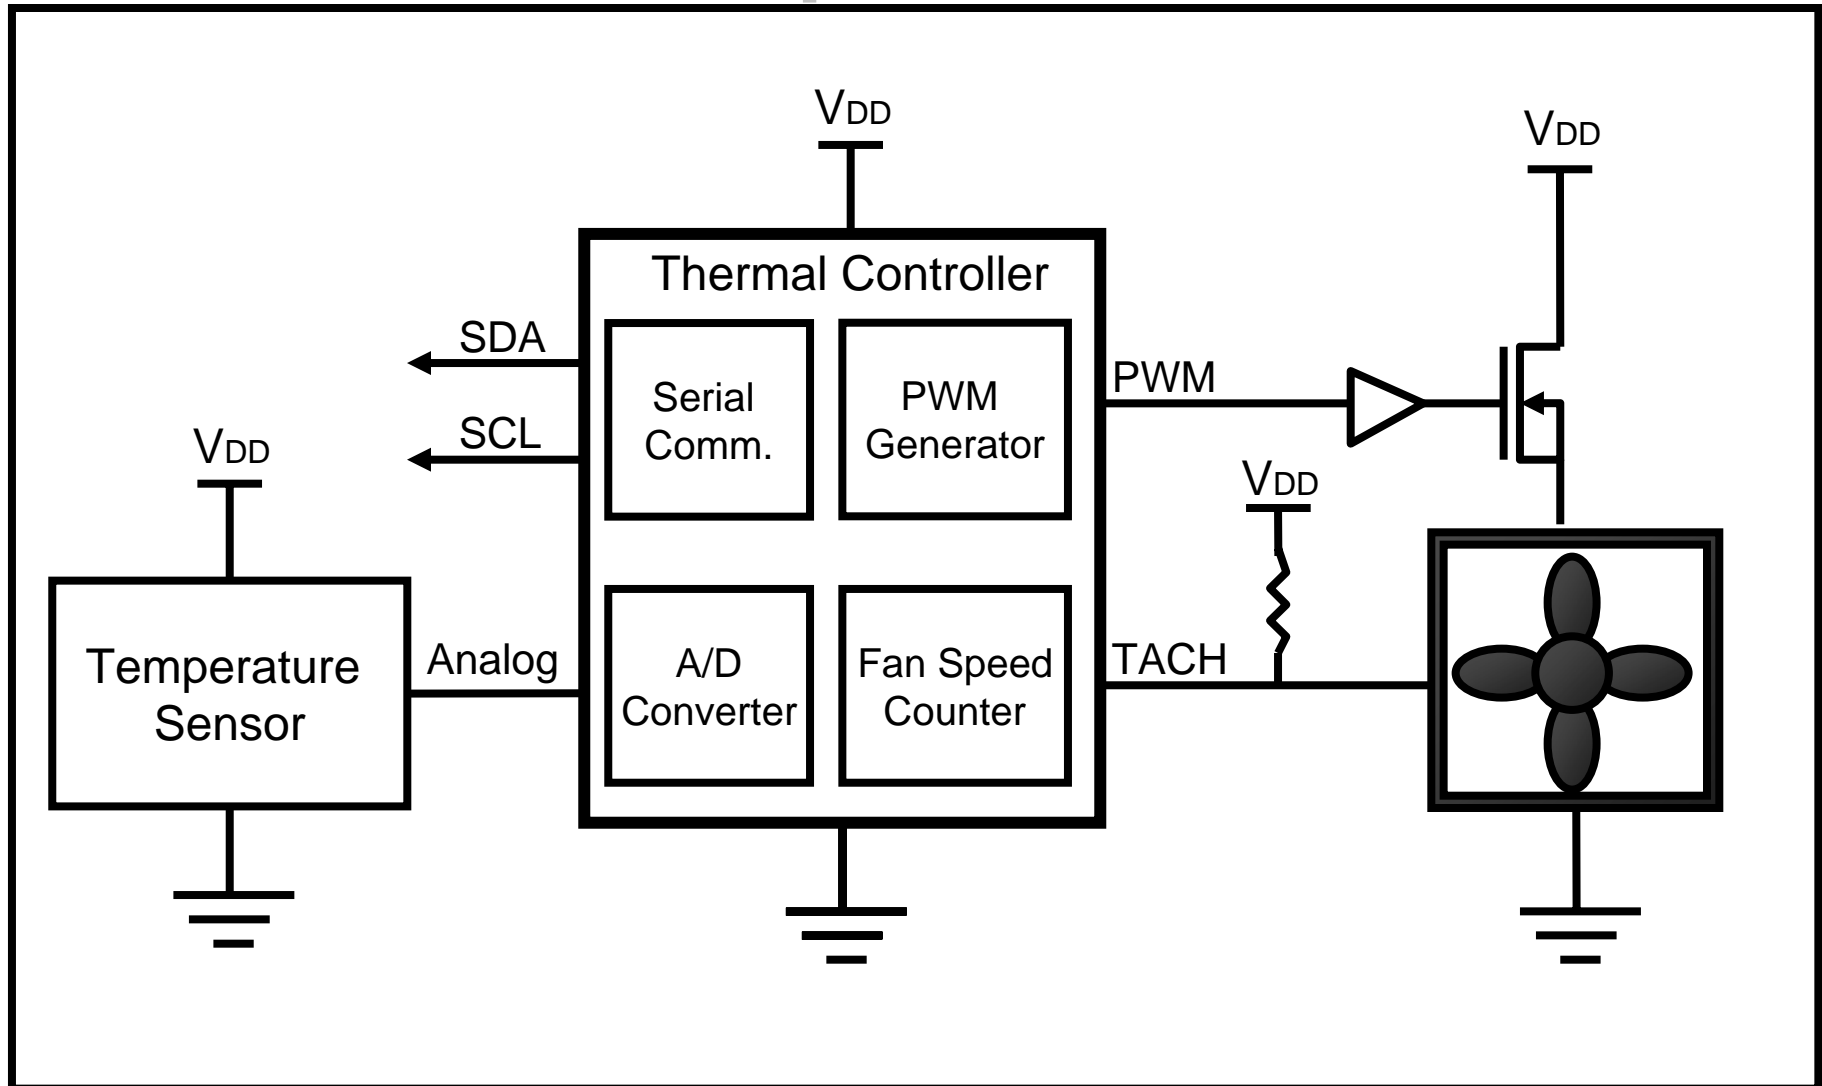 VDD
VDD
Thermal Controller
SDA
Serial
Comm.
PWM
Generator
PWM
SCL
VDD
VDD
Temperature
Sensor
Analog
A/D
Converter
Fan Speed
Counter
TACH